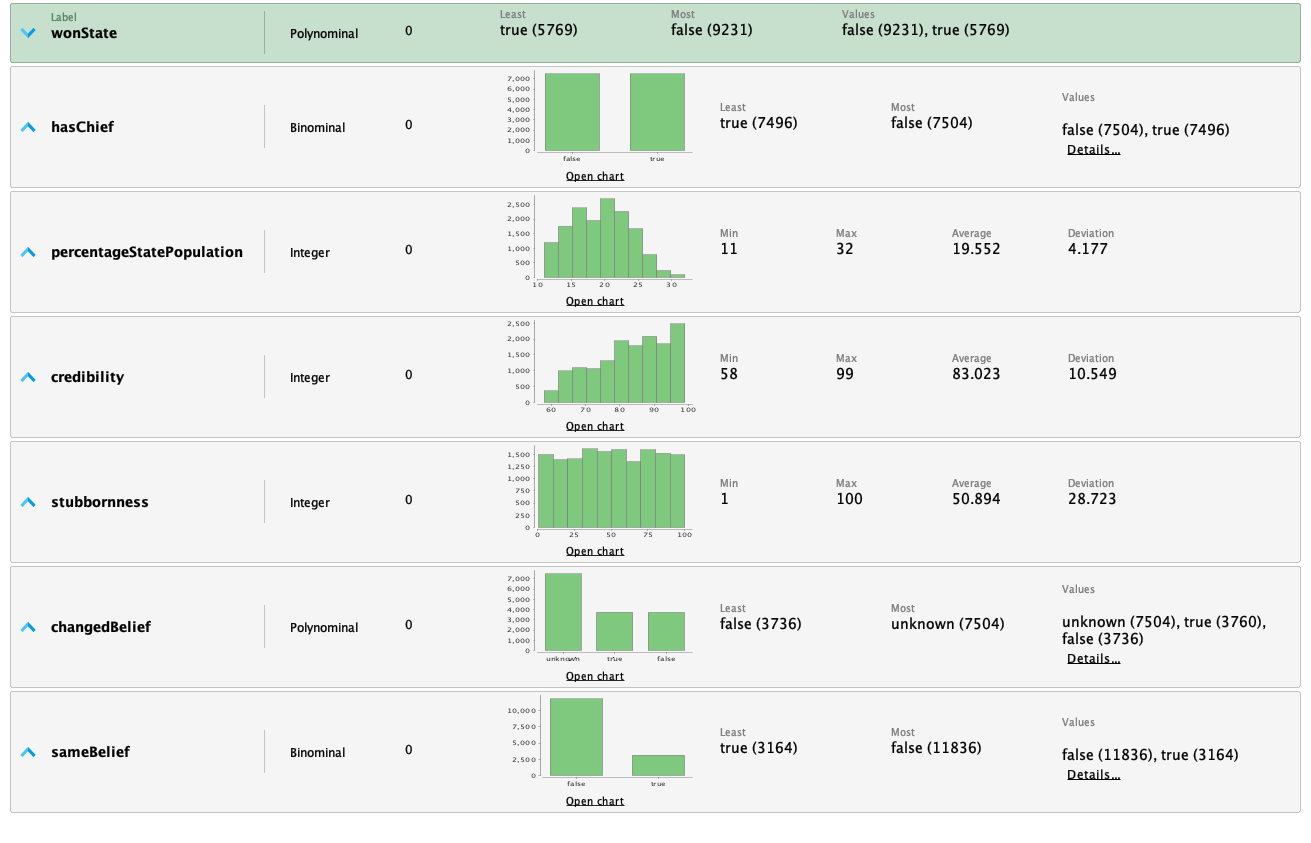 Label
wonState
Polynominal
0
Least
true (5769)
Most
false (9231)
Values
false (9231), true (5769)
hasChief
Binominal
0
7,000
6,000
5,000
4,000
3,000
2,000
1,000
0
false true
Open chart
Least
true (7496)
Most
false (7504)
Values
false (7504), true (7496)
Details...
percentageStatePopulation
Integer
0
2,500
2,000
1,500
1,000
500
0
10 15 20 25 30
Open chart
Min
11
Max
32
Average
19.552
Deviation
4.177
credibility
Integer
0
2,500
2,000
1,500
1,000
500
0
60 70 80 90 100
Open chart
Min
58
Max
99
Average
83.023
Deviation
10.549
stubbornness
Integer
0
1,500
1,250
1,000
750
500
250
0
0 25 50 75 100
Open chart
Min
1
Max
100
Average
50.894
Deviation
28.723
changedBelief
Polynominal
0
7,000
6,000
5,000
4,000
3,000
2,000
1,000
0
unknown true false
Open chart
Least
false (3736)
Most
unknown (7504)
Values
unknown (7504), true (3760),
false (3736)
Details...
sameBelief
Binominal
0
10,000
7,500
5,000
2,500
0
false true
Open chart
Least
true (3164)
Most
false (11836)
Values
false (11836), true (3164)
Details...